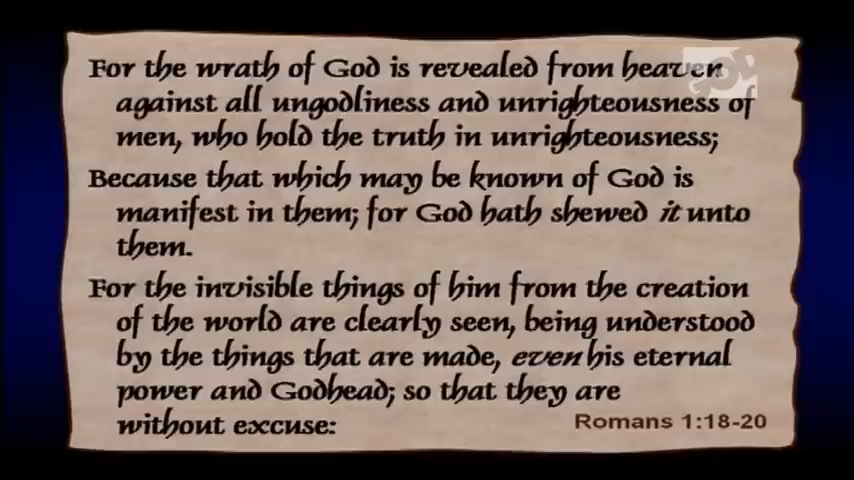 For the wrath of God is revealed from heaven
against all ungodliness and unrighteousness of
men, who hold the truth in unrighteousness;
Because that which may be known of God is
manifest in them; for God hath shewed it unto
them.
For the invisible things of him from the creation
of the world are clearly seen, being understood
by the things that are made, even his eternal
power and Godhead; so that they are
without excuse:
Romans 1:18-20